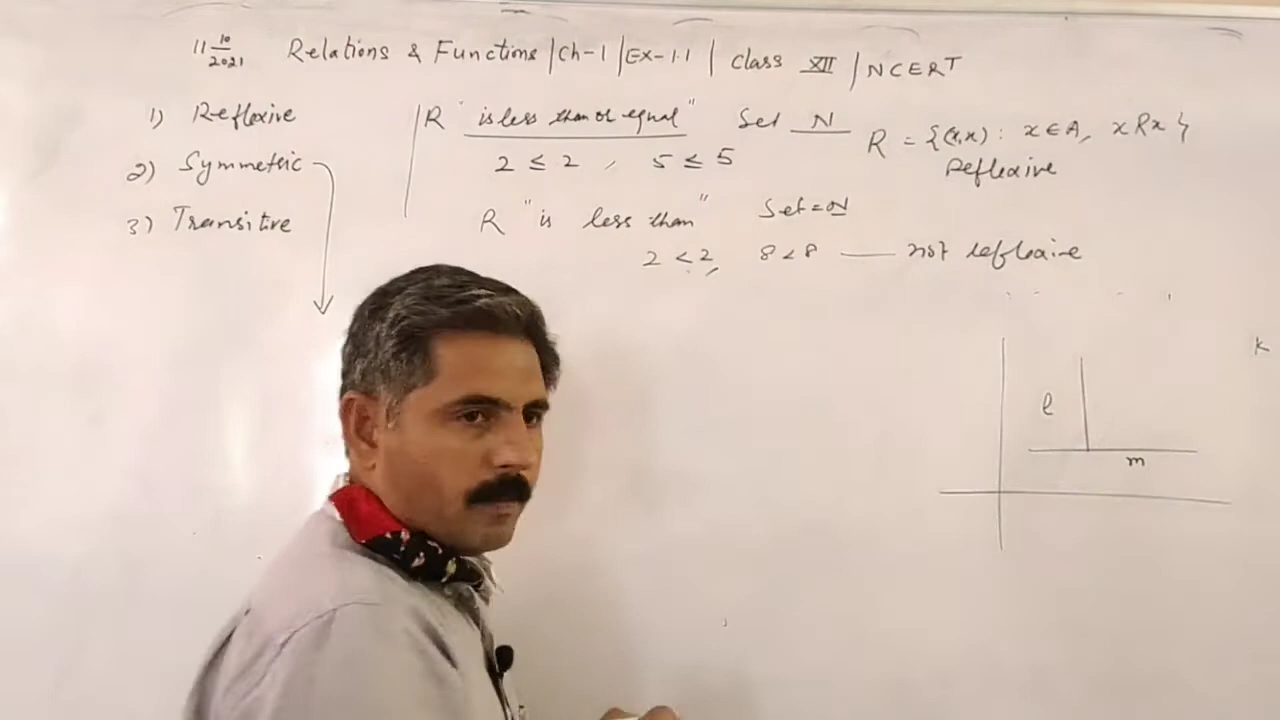 11 10/2021 Relations & Functions | Ch-1 | Ex-1.1 | Class XII | NCERT
1) Reflexive
2) Symmetric
3) Transitive
R "is less than or equal" Set N R = {(x,x) : x ∈ A, x R x}
2 ≤ 2 , 5 ≤ 5 Reflexive
R "is less than" Set = N
2 < 2, 8 < 8 — not reflexive
k
l
m